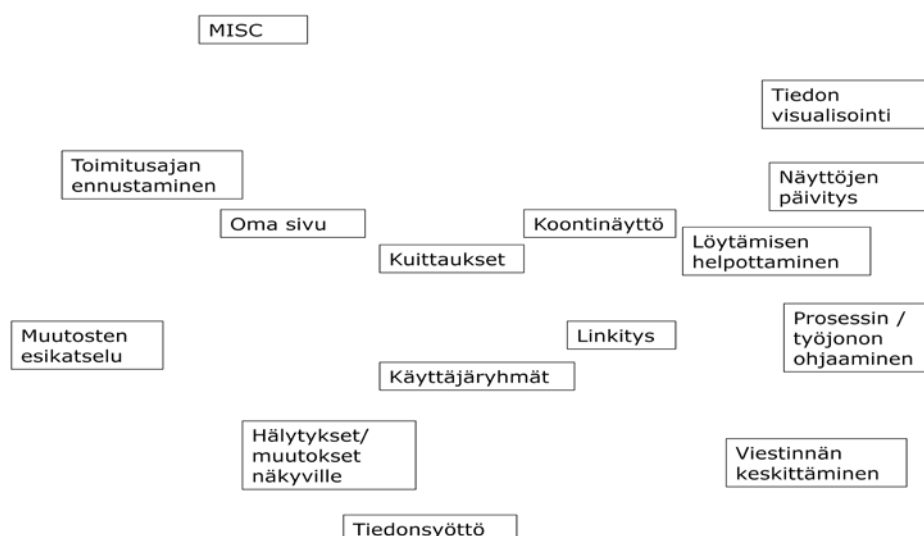 MISC
Tiedon
visualisointi
Toimitusajan
ennustaminen
Näyttöjen
päivitys
Oma sivu
Koontinäyttö
Löytämisen
helpottaminen
Kuittaukset
Muutosten
esikatselu
Linkitys
Prosessin /
työjonon
ohjaaminen
Käyttäjäryhmät
Hälytykset/
muutokset
näkyville
Viestinnän
keskittäminen
Tiedonsyöttö